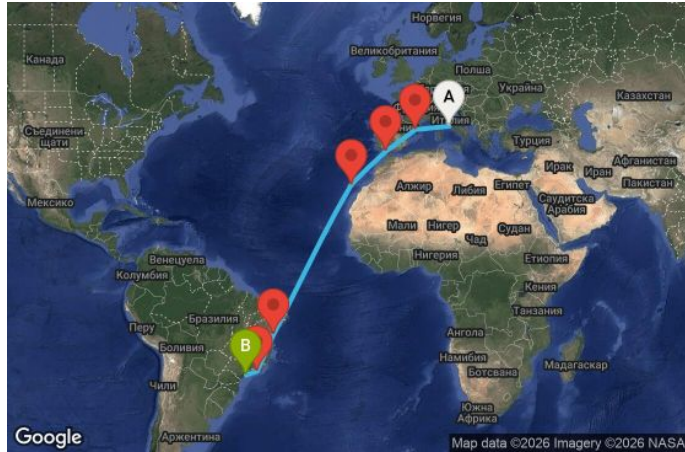 Норвегия
Канада
Великобритания
Полша
Украйна
Казахстан
Италия
Съединени
щати
Турция
Афганистан
Ирак
Иран
Пакистан
Алжир
Либия
Египет
Саудитска
Арабия
Мексико
Мали
Нигер
Чад
Судан
Нигерия
Етиопия
Венецуела
Колумбия
Кения
Танзания
Перу
Бразилия
Ангола
Боливия
Намибия
Ботсвана
Мадагаскар
Чили
Южна
Африка
Аржентина
A
B
Google
Map data ©2026 Imagery ©2026 NASA